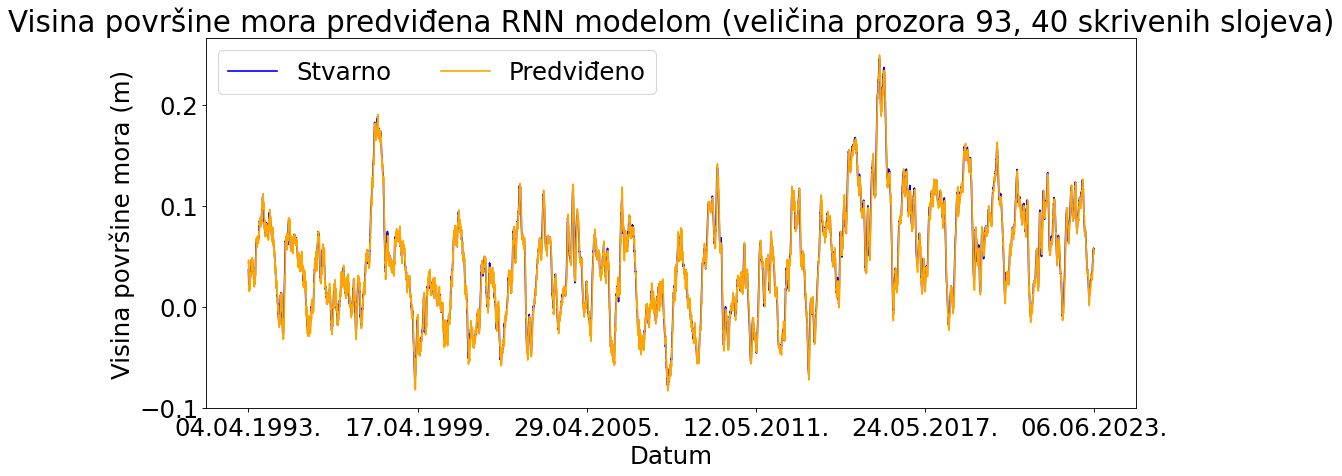 Visina površine mora predviđena RNN modelom (veličina prozora 93, 40 skrivenih slojeva)
Stvarno Predviđeno
Visina površine mora (m)
0.2
0.1
0.0
−0.1
04.04.1993. 17.04.1999. 29.04.2005. 12.05.2011. 24.05.2017. 06.06.2023.
Datum